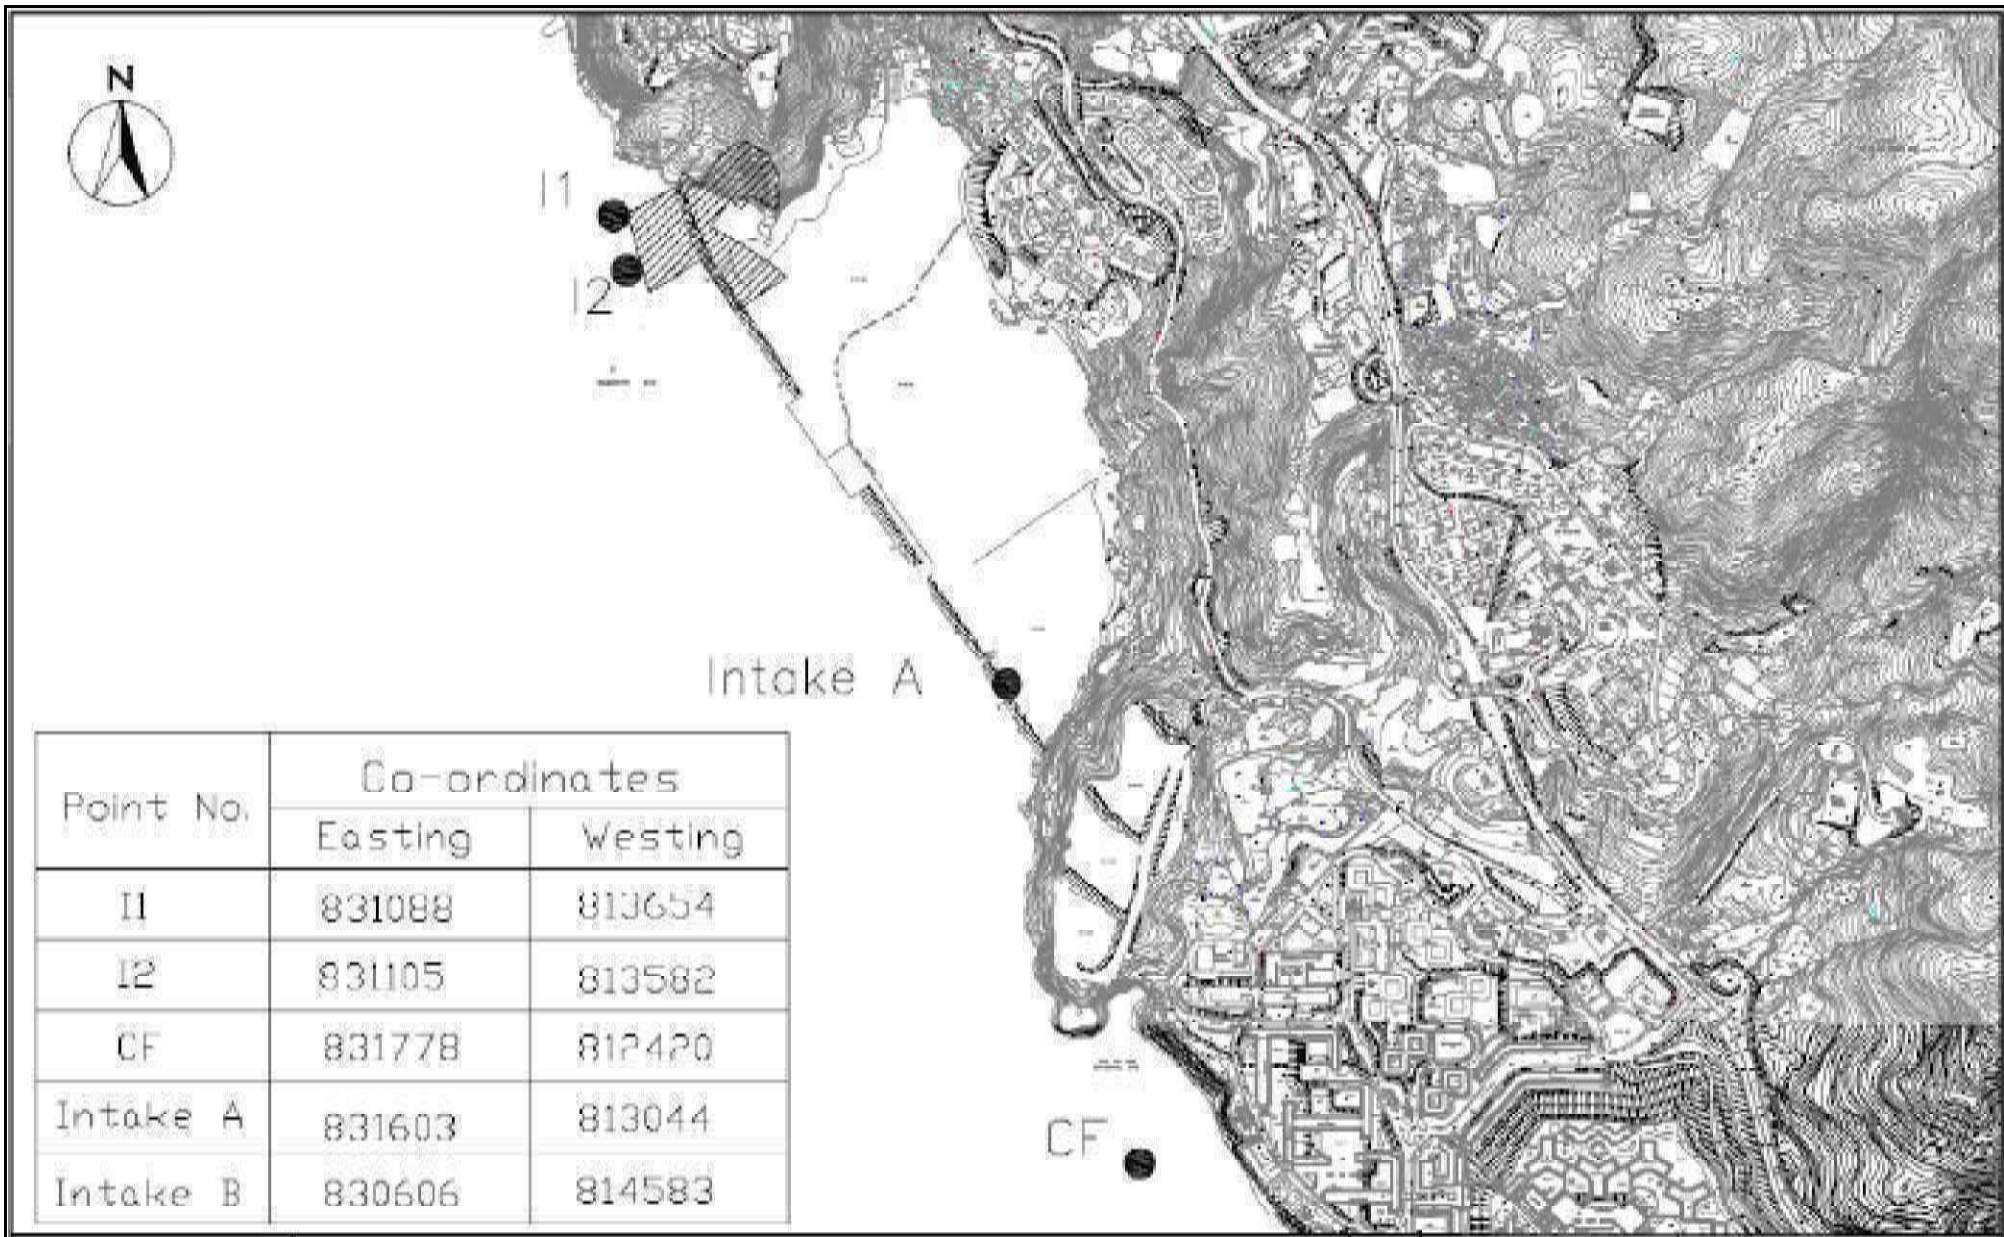 N
I1
I2
Intake A
Point No. Co-ordinates
Easting Westing
I1 831088 813654
I2 831105 813582
CF 831778 812420
Intake A 831603 813044
Intake B 830606 814583
CF